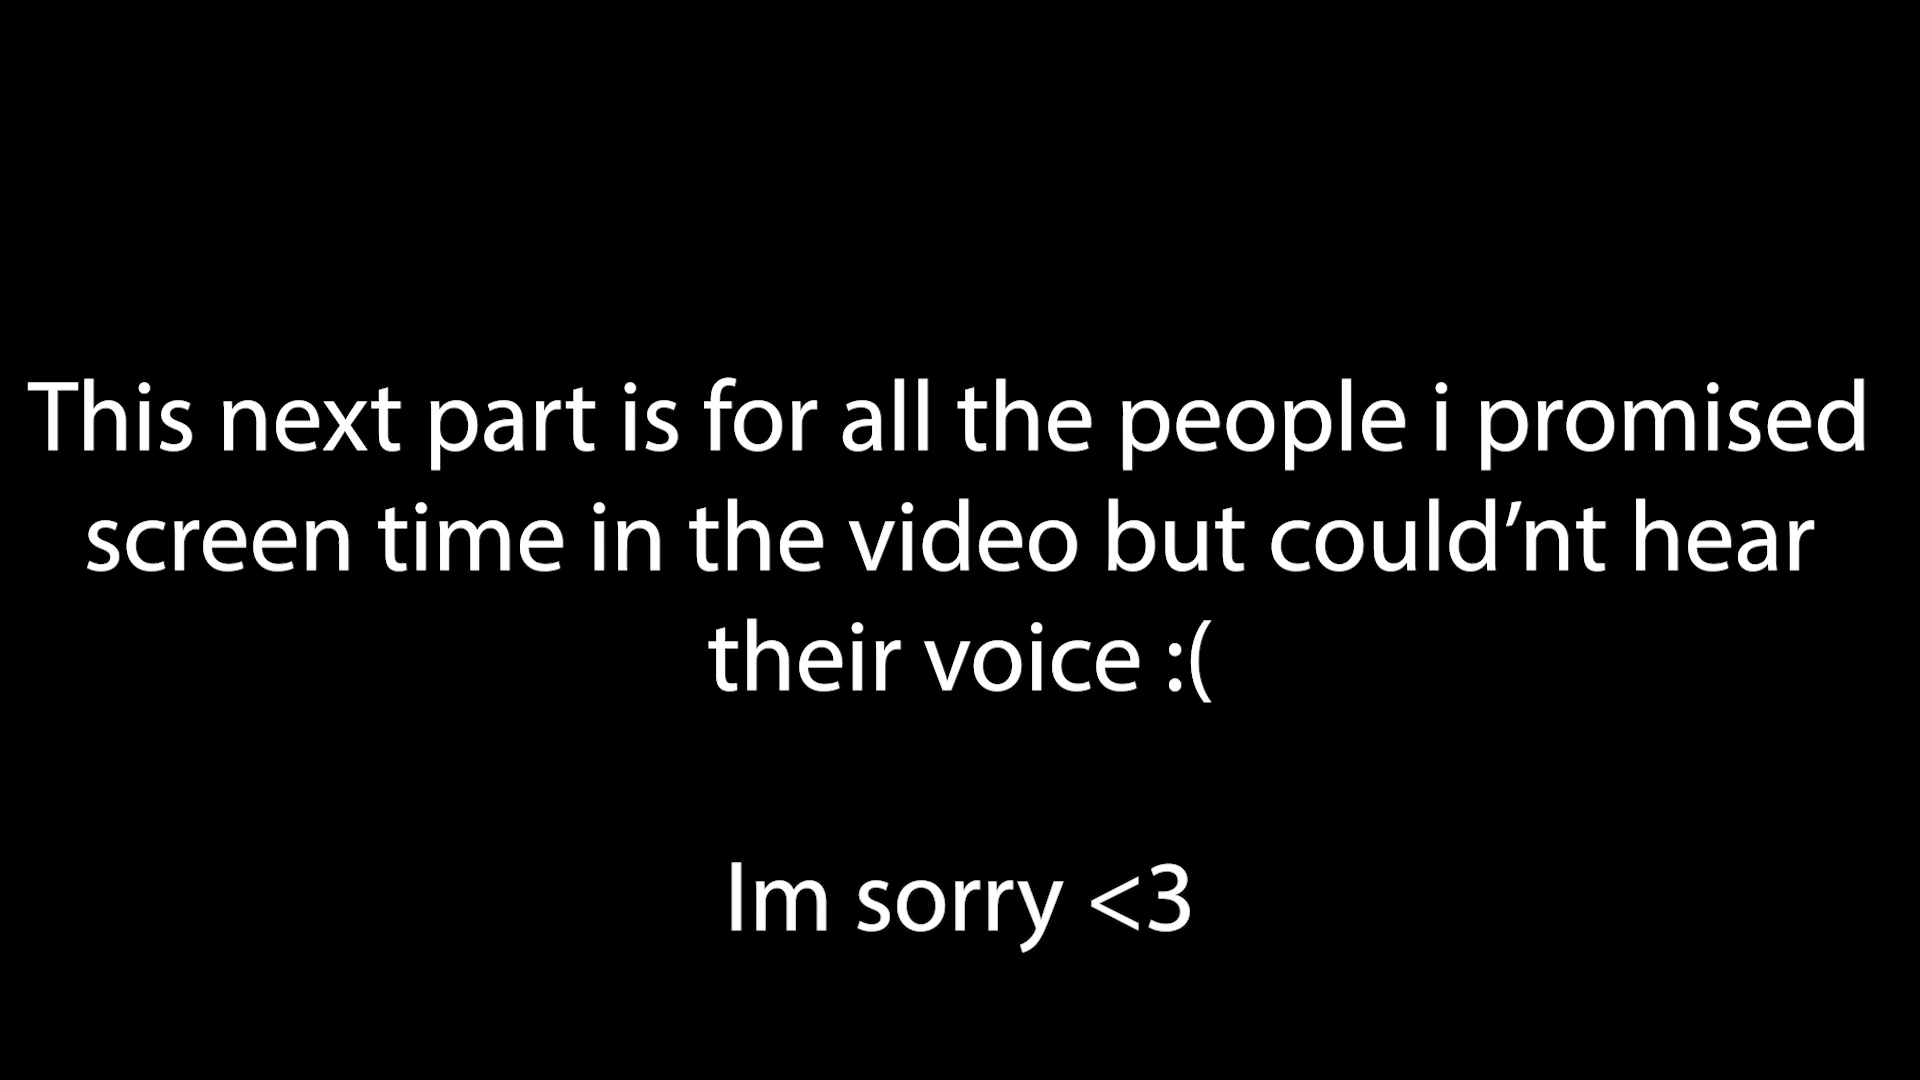 This next part is for all the people i promised
screen time in the video but could’nt hear
their voice :(
Im sorry <3